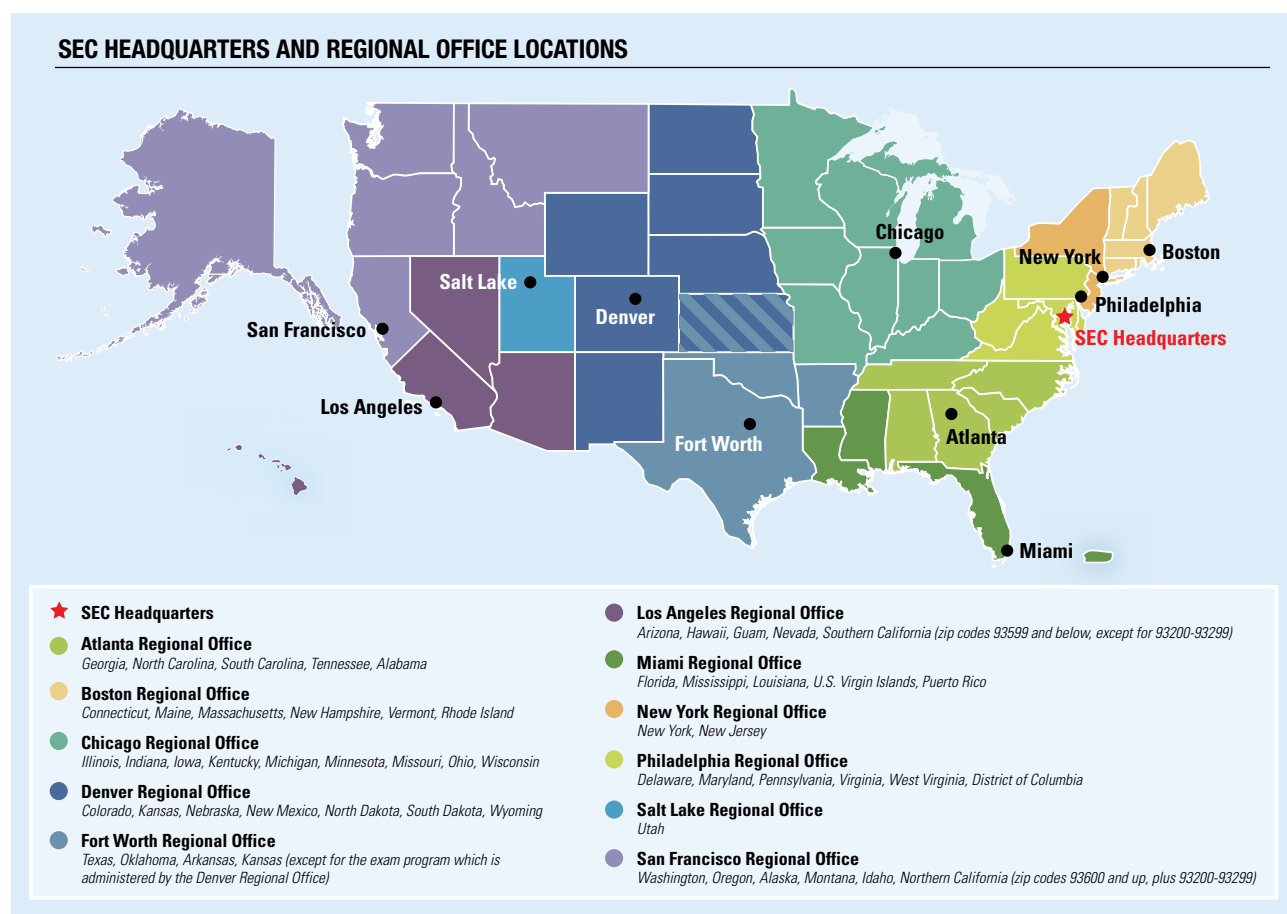 SEC HEADQUARTERS AND REGIONAL OFFICE LOCATIONS
Chicago
Boston
New York
Salt Lake
Philadelphia
Denver
San Francisco
SEC Headquarters
Los Angeles
Fort Worth
Atlanta
Miami
SEC Headquarters
Atlanta Regional Office
Georgia, North Carolina, South Carolina, Tennessee, Alabama
Boston Regional Office
Connecticut, Maine, Massachusetts, New Hampshire, Vermont, Rhode Island
Chicago Regional Office
Illinois, Indiana, Iowa, Kentucky, Michigan, Minnesota, Missouri, Ohio, Wisconsin
Denver Regional Office
Colorado, Kansas, Nebraska, New Mexico, North Dakota, South Dakota, Wyoming
Fort Worth Regional Office
Texas, Oklahoma, Arkansas, Kansas (except for the exam program which is
administered by the Denver Regional Office)
Los Angeles Regional Office
Arizona, Hawaii, Guam, Nevada, Southern California (zip codes 93599 and below, except for 93200-93299)
Miami Regional Office
Florida, Mississippi, Louisiana, U.S. Virgin Islands, Puerto Rico
New York Regional Office
New York, New Jersey
Philadelphia Regional Office
Delaware, Maryland, Pennsylvania, Virginia, West Virginia, District of Columbia
Salt Lake Regional Office
Utah
San Francisco Regional Office
Washington, Oregon, Alaska, Montana, Idaho, Northern California (zip codes 93600 and up, plus 93200-93299)